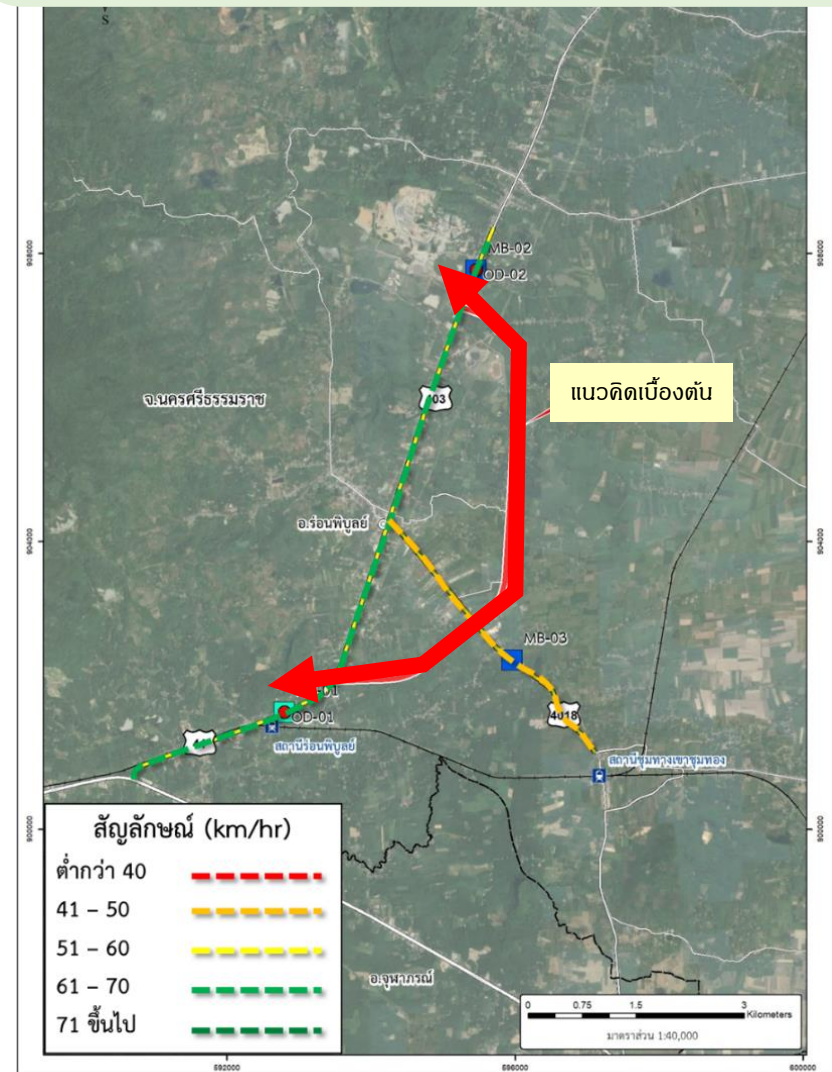 S
MB-02
OD-02
908000
908000
แนวคิดเบื้องต้น
จ.นครศรีธรรมราช
อ.ร่อนพิบูลย์
904000
904000
MB-03
OD-01
4018
สถานีร่อนพิบูลย์
สถานีชุมทางเขาชุมทอง
900000
900000
สัญลักษณ์ (km/hr)
ต่ำกว่า 40
41 – 50
51 – 60
61 – 70
71 ขึ้นไป
อ.จุฬาภรณ์
0 0.75 1.5 3
Kilometers
มาตราส่วน 1:40,000
592000 596000 600000